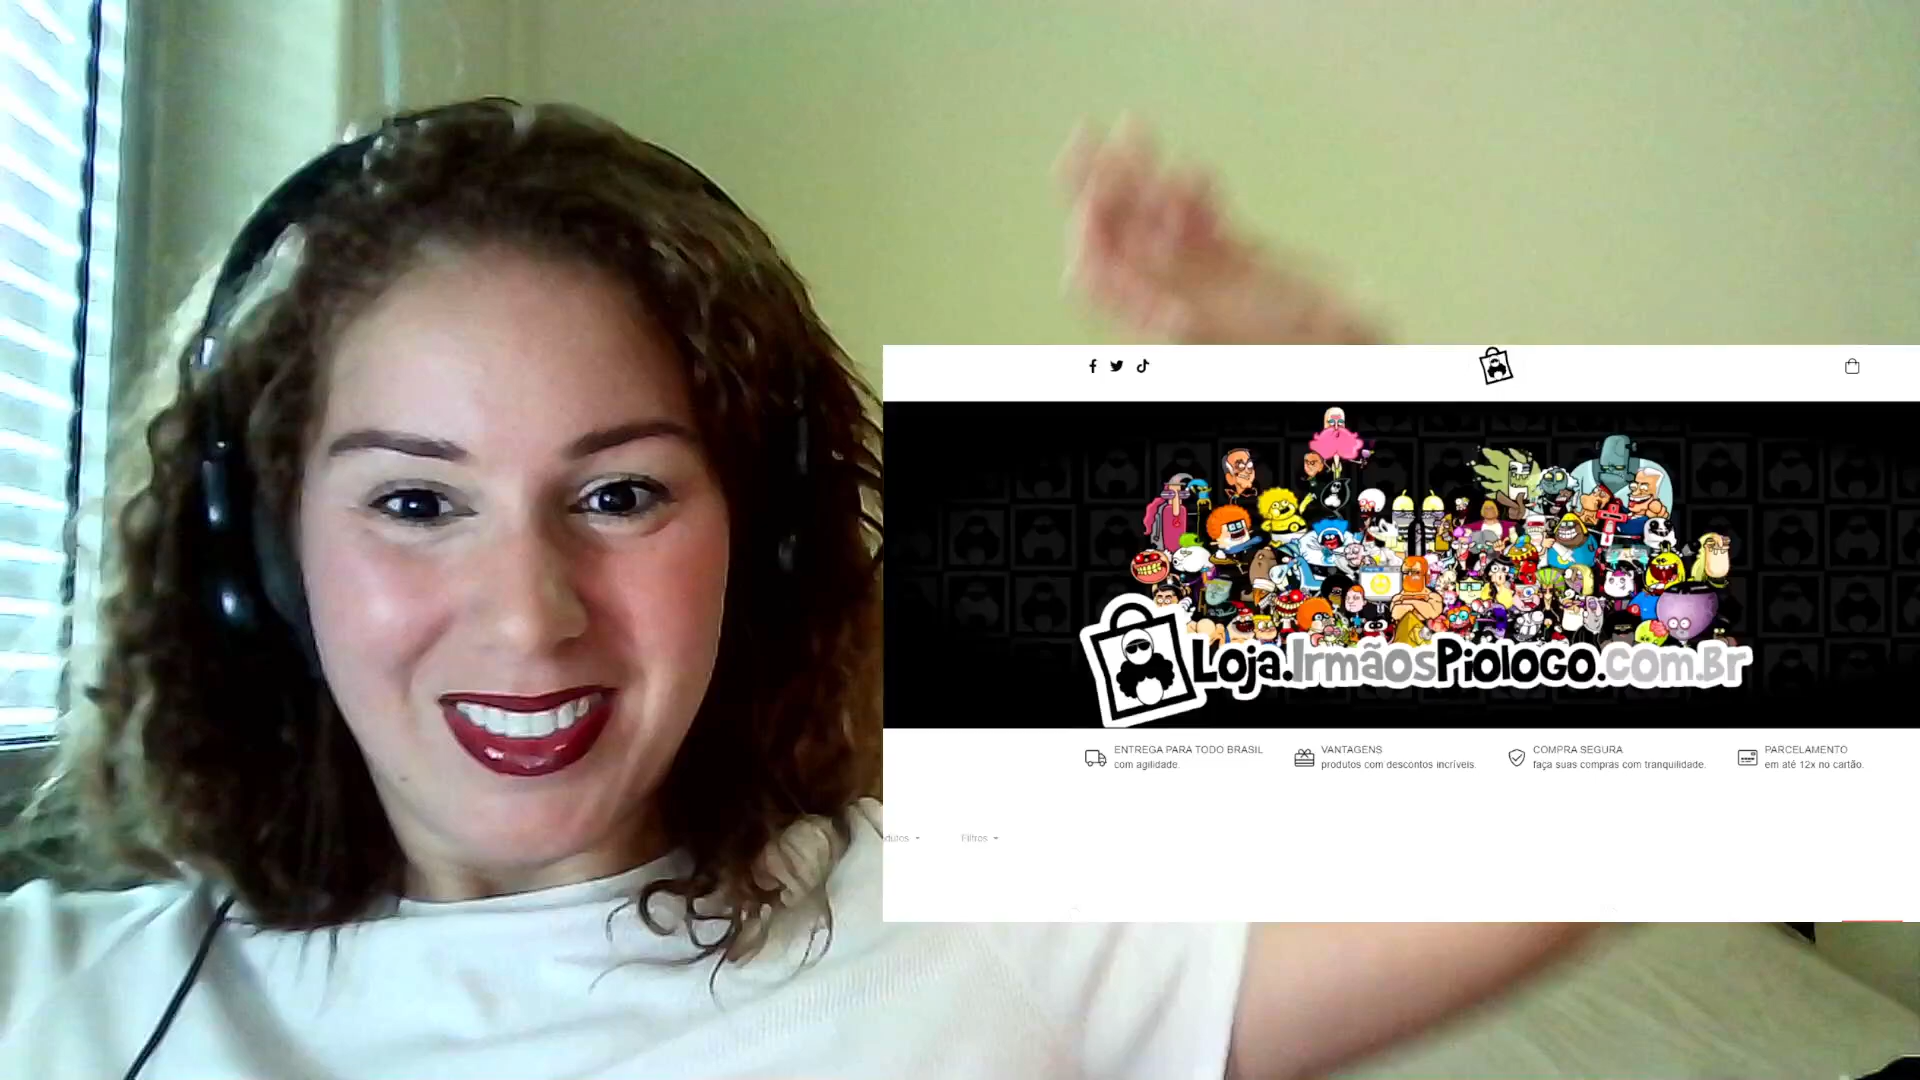 Loja.IrmãosPiologo.com.Br
ENTREGA PARA TODO BRASIL
com agilidade.
VANTAGENS
produtos com descontos incríveis.
COMPRA SEGURA
faça suas compras com tranquilidade.
PARCELAMENTO
em até 12x no cartão.
dutos
Filtros